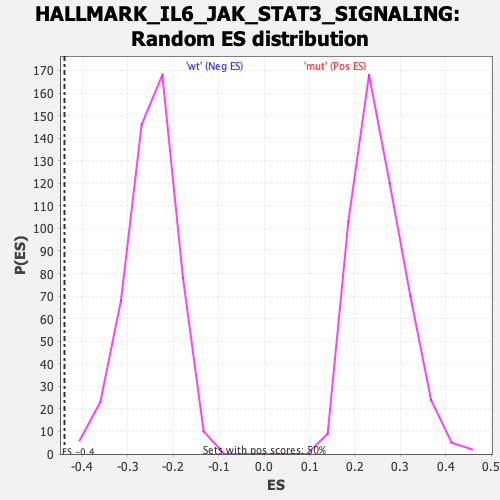 HALLMARK_IL6_JAK_STAT3_SIGNALING:
Random ES distribution
'wt' (Neg ES) 'mut' (Pos ES)
170
160
150
140
130
120
110
100
90
80
70
60
50
40
30
20
10
0
P(ES)
ES -0.4
Sets with pos scores: 50%
-0.4 -0.3 -0.2 -0.1 0.0 0.1 0.2 0.3 0.4 0.5
ES